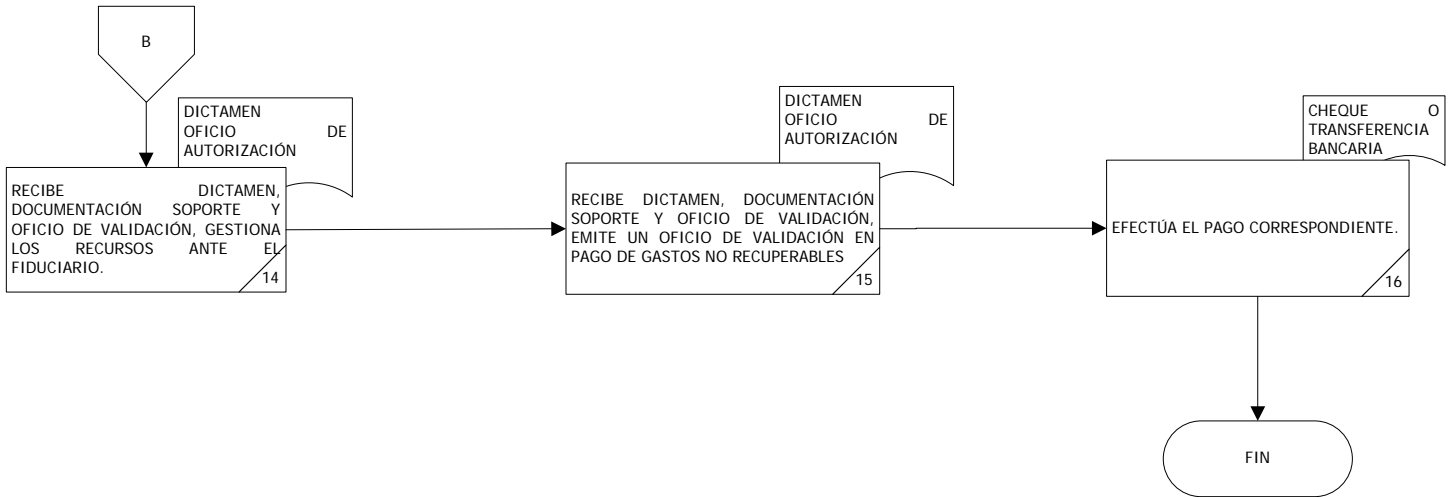 B
DICTAMEN
OFICIO DE
AUTORIZACIÓN
RECIBE DICTAMEN,
DOCUMENTACIÓN SOPORTE Y
OFICIO DE VALIDACIÓN, GESTIONA
LOS RECURSOS ANTE EL
FIDUCIARIO.
14
DICTAMEN
OFICIO DE
AUTORIZACIÓN
RECIBE DICTAMEN, DOCUMENTACIÓN
SOPORTE Y OFICIO DE VALIDACIÓN,
EMITE UN OFICIO DE VALIDACIÓN EN
PAGO DE GASTOS NO RECUPERABLES
15
CHEQUE O
TRANSFERENCIA
BANCARIA
EFECTÚA EL PAGO CORRESPONDIENTE.
16
FIN